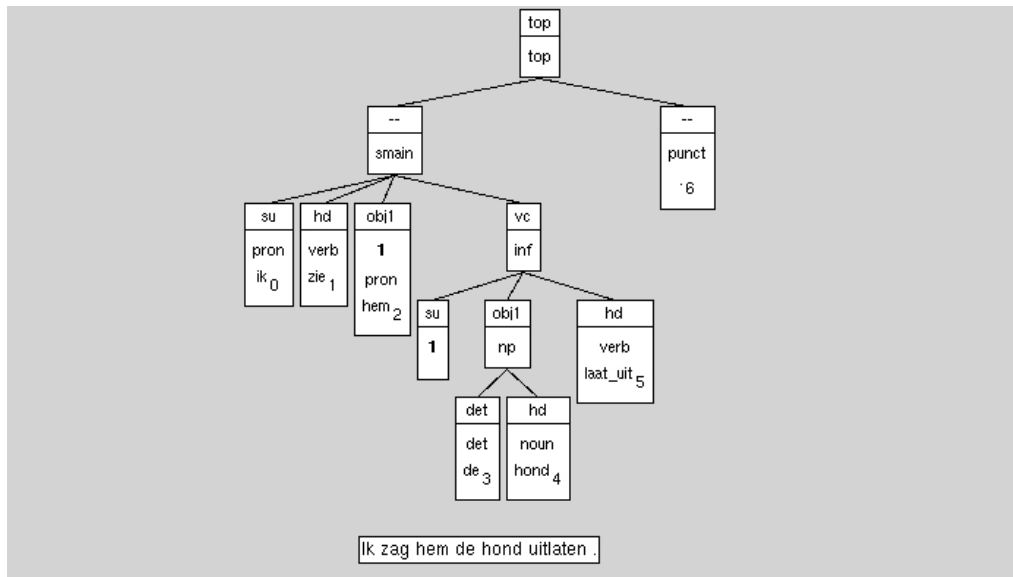 top
top
-- --
smain punct
.6
su hd obj1 vc
pron verb 1 inf
ik0 zie1 pron
hem2
su obj1 hd
1 np verb
laat_uit5
det hd
det noun
de3 hond4
Ik zag hem de hond uitlaten .